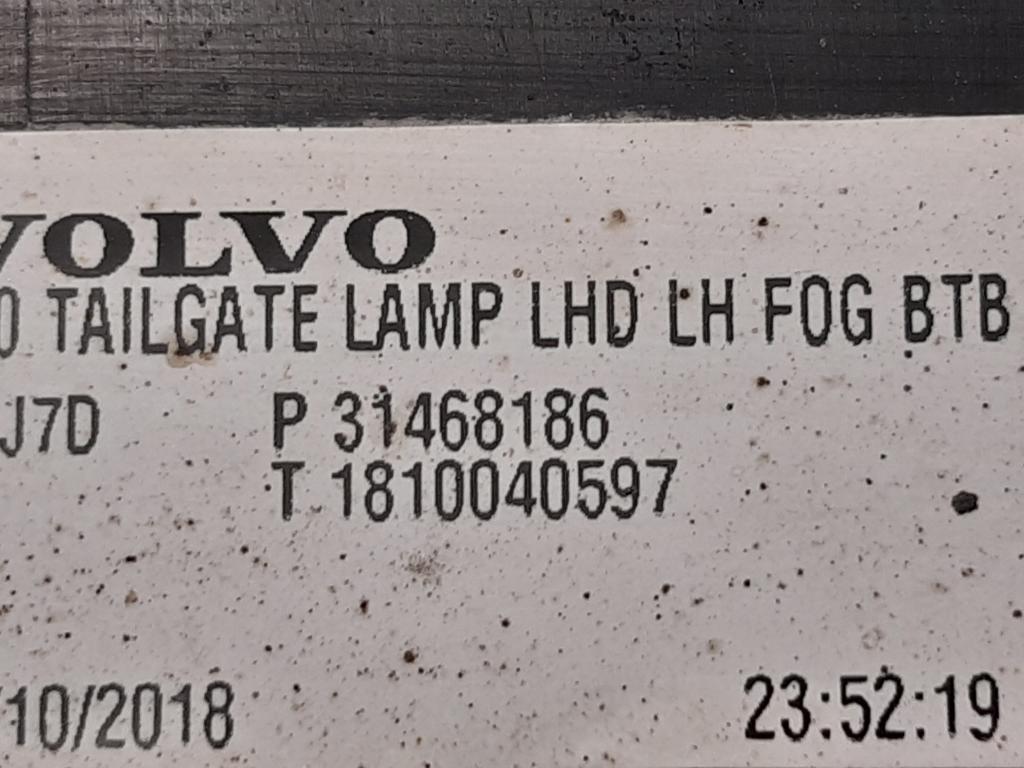 VOLVO
0 TAILGATE LAMP LHD LH FOG BTB
J7D P 31468186
T 1810040597
/10/2018 23:52:19